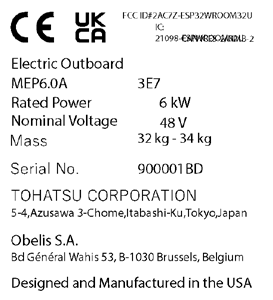 CE UK CA FCC ID#2AC7Z-ESP32WROOM32U
IC:
Electric Outboard
MEP6.0A 3E7
Rated Power 6 kW
Nominal Voltage 48 V
Mass 32 kg - 34 kg
Serial No. 900001BD
TOHATSU CORPORATION
5-4,Azusawa 3-Chome,Itabashi-Ku,Tokyo,Japan
Obelis S.A.
Bd Général Wahis 53, B-1030 Brussels, Belgium
Designed and Manufactured in the USA